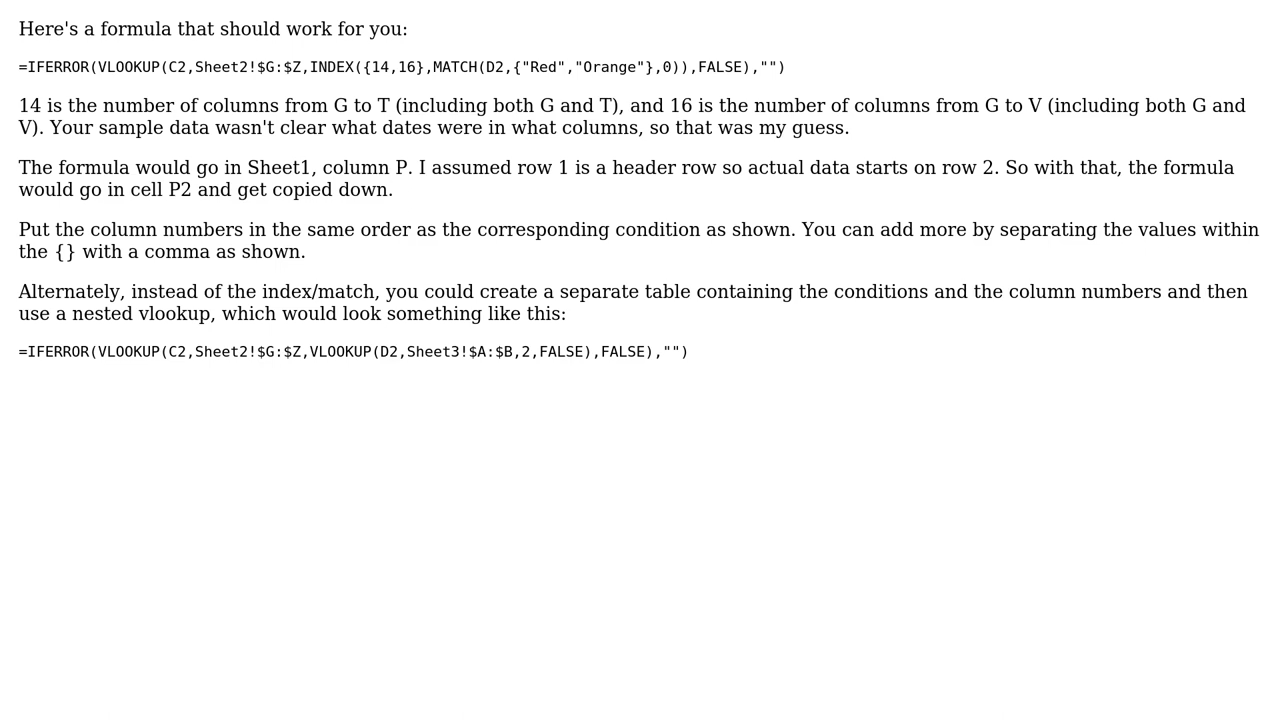 Here's a formula that should work for you:
=IFERROR(VLOOKUP(C2,Sheet2!$G:$Z,INDEX({14,16},MATCH(D2,{"Red","Orange"},0)),FALSE),"")
14 is the number of columns from G to T (including both G and T), and 16 is the number of columns from G to V (including both G and
V). Your sample data wasn't clear what dates were in what columns, so that was my guess.
The formula would go in Sheet1, column P. I assumed row 1 is a header row so actual data starts on row 2. So with that, the formula
would go in cell P2 and get copied down.
Put the column numbers in the same order as the corresponding condition as shown. You can add more by separating the values within
the {} with a comma as shown.
Alternately, instead of the index/match, you could create a separate table containing the conditions and the column numbers and then
use a nested vlookup, which would look something like this:
=IFERROR(VLOOKUP(C2,Sheet2!$G:$Z,VLOOKUP(D2,Sheet3!$A:$B,2,FALSE),FALSE),"")